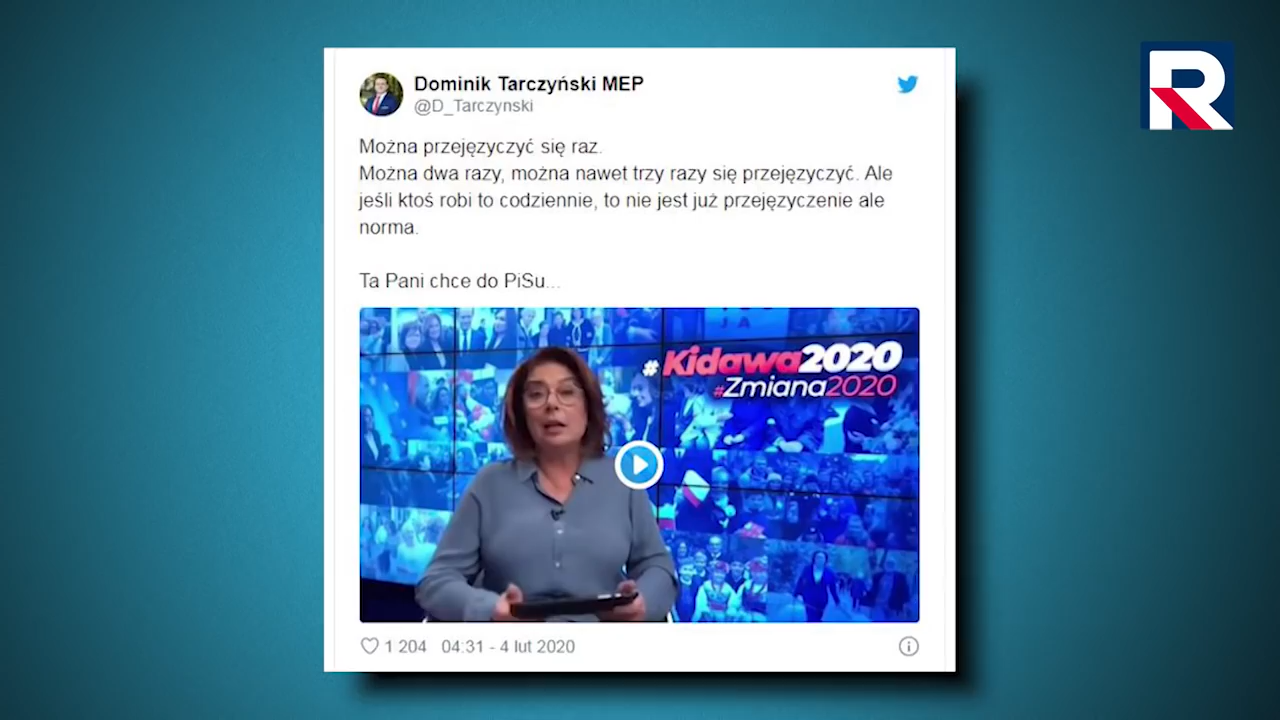 Dominik Tarczyński MEP
@D_Tarczynski
Można przejęzyczyć się raz.
Można dwa razy, można nawet trzy razy się przejęzyczyć. Ale
jeśli ktoś robi to codziennie, to nie jest już przejęzyczenie ale
norma.
Ta Pani chce do PiSu...
#Kidawa2020
#Zmiana2020
1 204 04:31 - 4 lut 2020
R